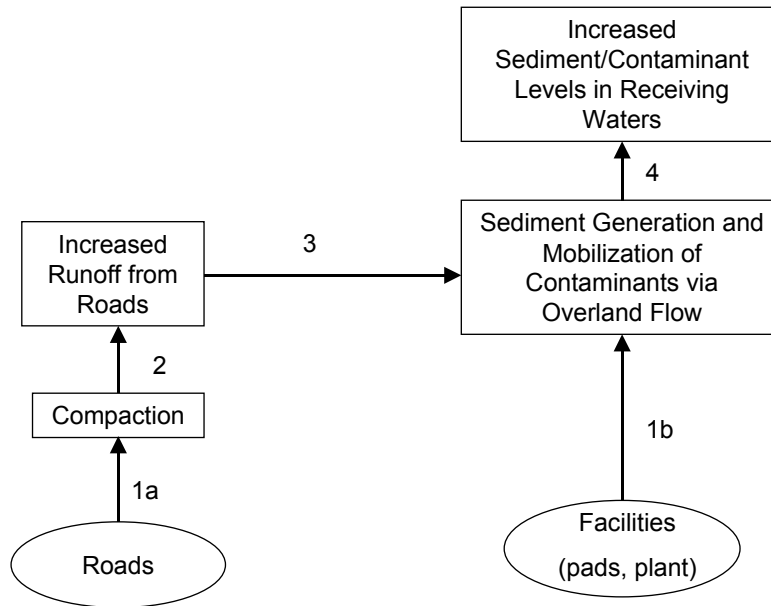 Increased
Sediment/Contaminant
Levels in Receiving
Waters
4
Increased
Runoff from
Roads
3
Sediment Generation and
Mobilization of
Contaminants via
Overland Flow
2
Compaction
1a
1b
Roads
Facilities
(pads, plant)